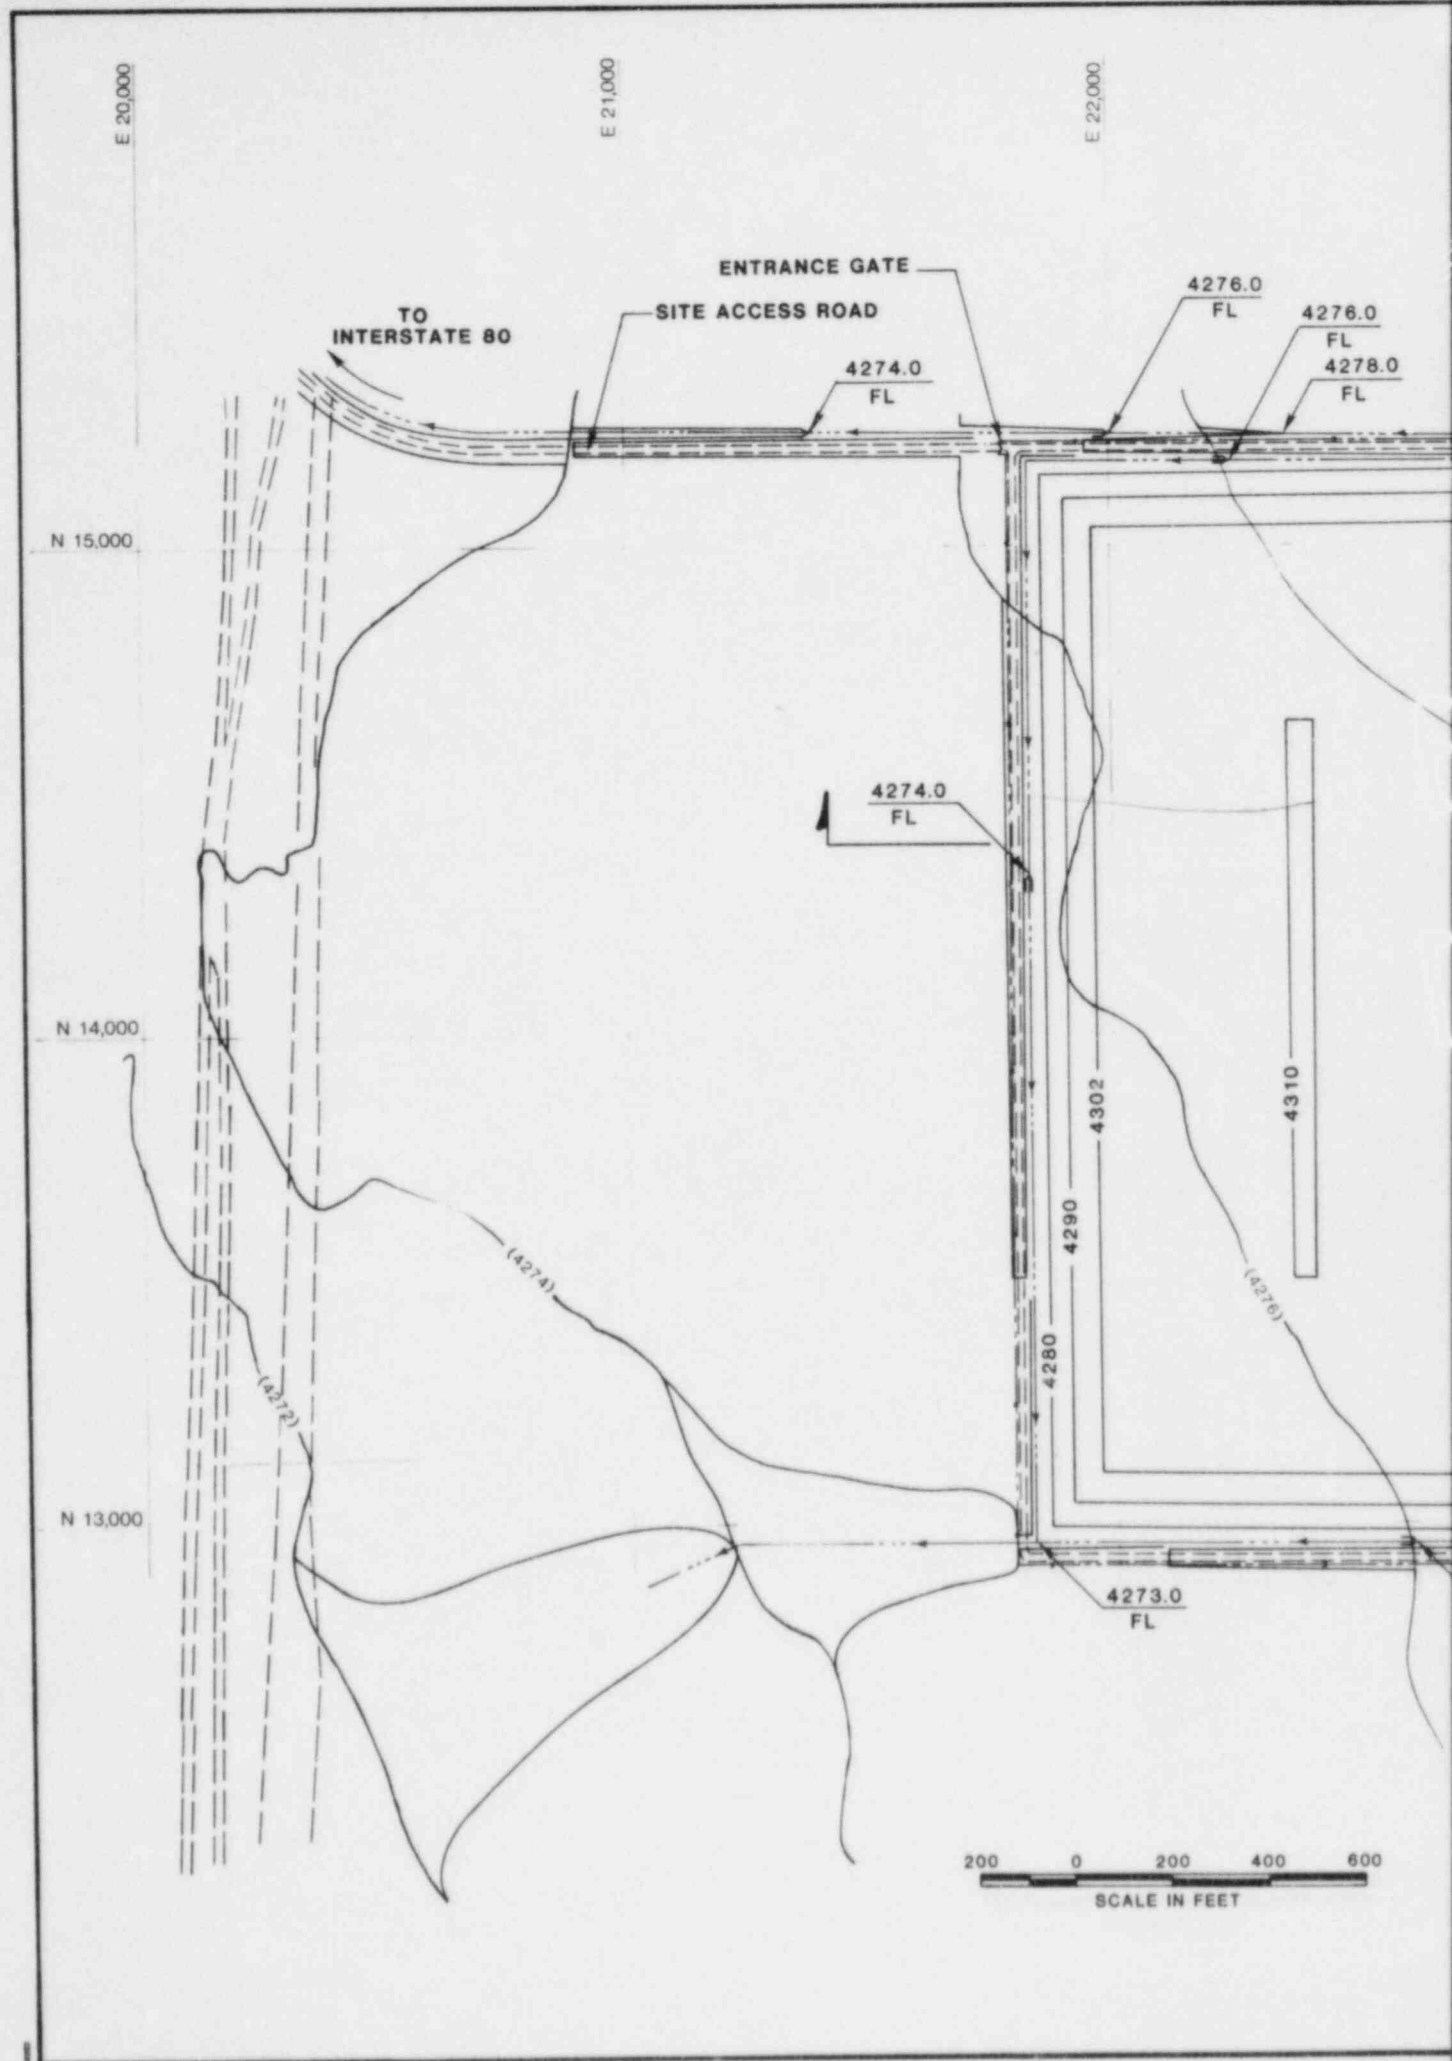 E 20,000
E 21,000
E 22,000
ENTRANCE GATE
SITE ACCESS ROAD
TO
INTERSTATE 80
4276.0
FL
4276.0
FL
4278.0
FL
4274.0
FL
N 15,000
4274.0
FL
N 14,000
4302
4310
4290
4280
(4274)
(4276)
(4272)
N 13,000
4273.0
FL
200 0 200 400 600
SCALE IN FEET